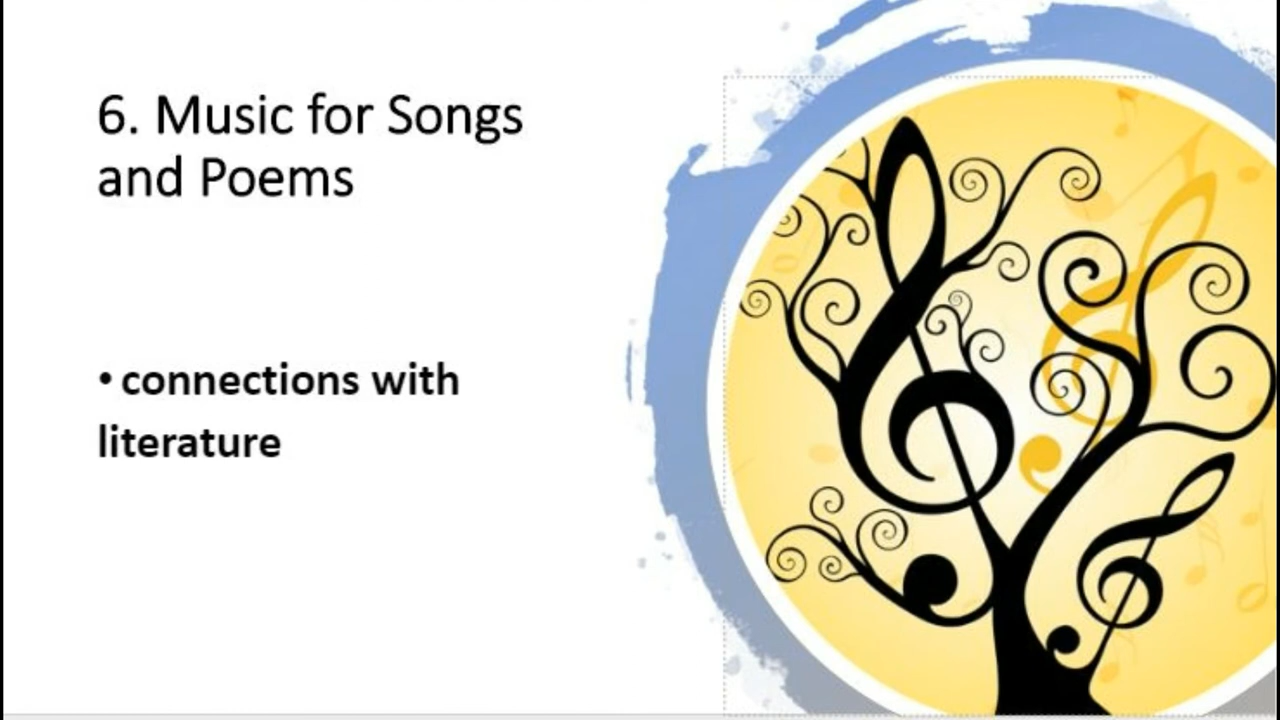 6. Music for Songs
and Poems
• connections with
literature